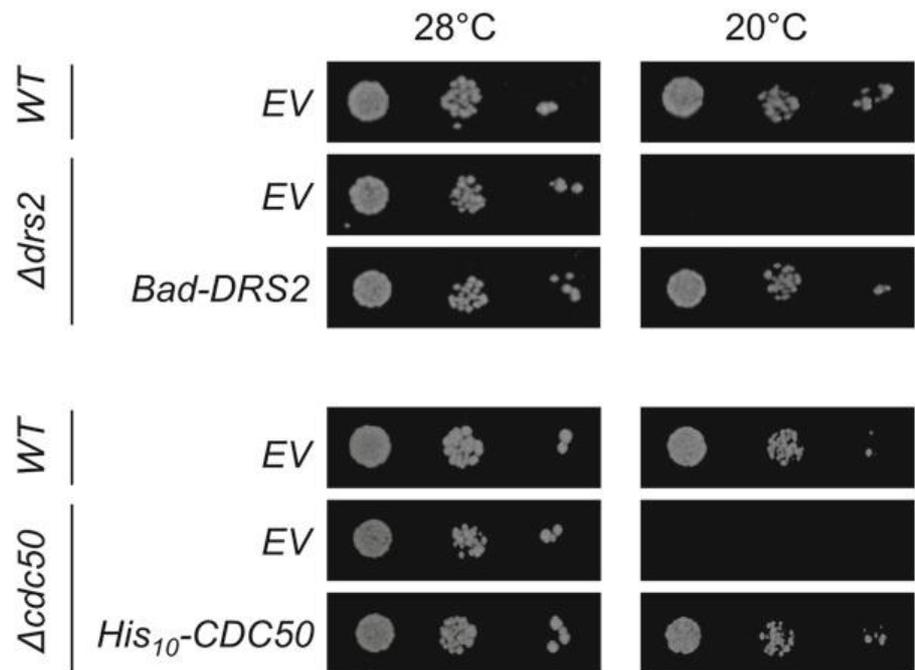 28°C 20°C
WT EV
Δdrs2 EV
Bad-DRS2
WT EV
Δcdc50 EV
His₁₀-CDC50